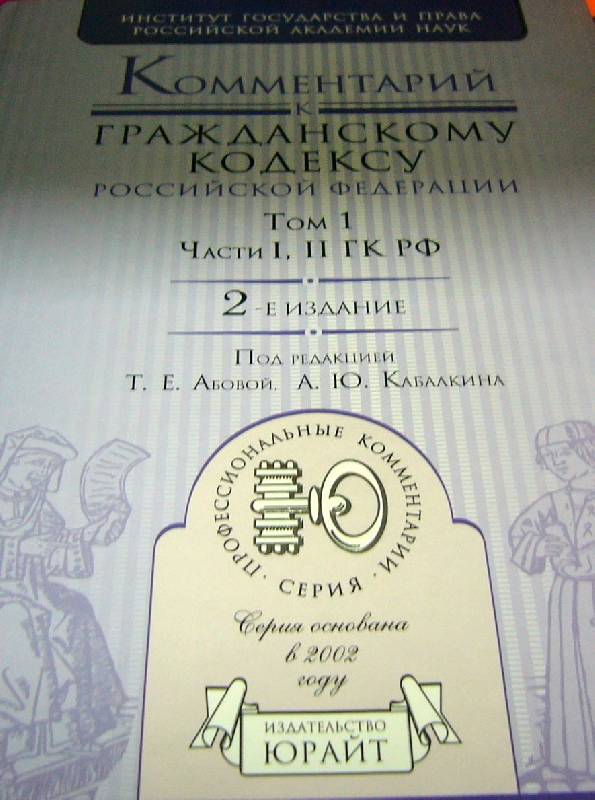 ИНСТИТУТ ГОСУДАРСТВА И ПРАВА
РОССИЙСКОЙ АКАДЕМИИ НАУК
КОММЕНТАРИЙ
К
ГРАЖДАНСКОМУ
КОДЕКСУ
РОССИЙСКОЙ ФЕДЕРАЦИИ
ТОМ 1
ЧАСТИ I, II ГК РФ
2-Е ИЗДАНИЕ
ПОД РЕДАКЦИЕЙ
Т. Е. АБОВОЙ, А. Ю. КАБАЛКИНА
ПРОФЕССИОНАЛЬНЫЕ КОММЕНТАРИИ
· СЕРИЯ ·
Серия основана
в 2002
году
ИЗДАТЕЛЬСТВО
ЮРАЙТ